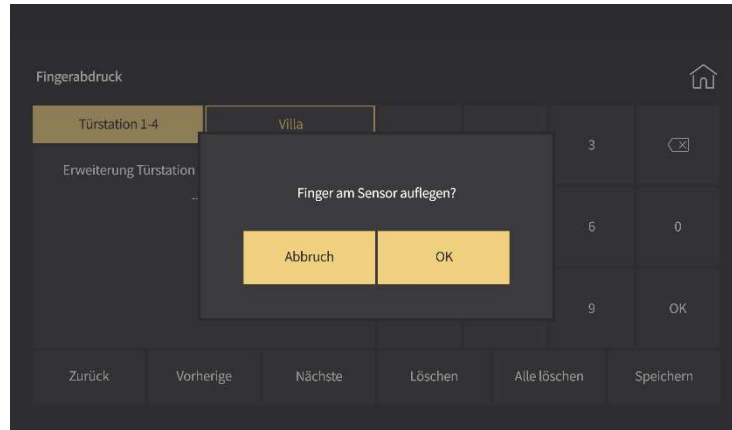 Fingerabdruck
Türstation 1-4
Villa
Erweiterung Türstation
--
Finger am Sensor auflegen?
Abbruch
OK
3
6
0
9
OK
Zurück
Vorherige
Nächste
Löschen
Alle löschen
Speichern